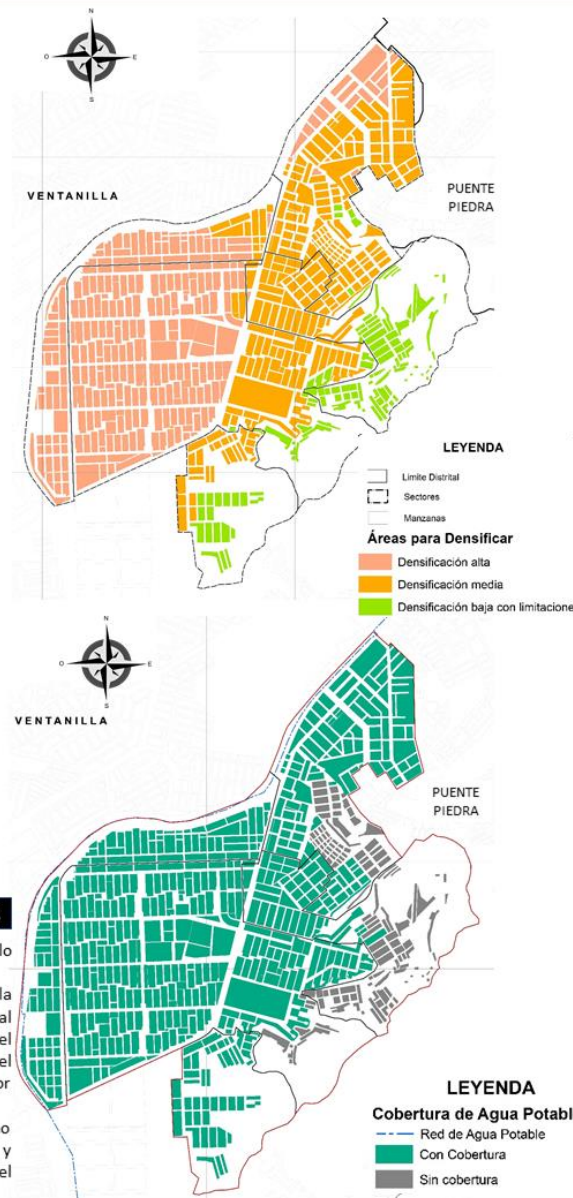 N
O
E
S
VENTANILLA
PUENTE
PIEDRA
LEYENDA
Limite Distrital
Sectores
Manzanas
Áreas para Densificar
Densificación alta
Densificación media
Densificación baja con limitacione
N
O
E
S
VENTANILLA
PUENTE
PIEDRA
lo
la
al
el
el
or
y
el
LEYENDA
Cobertura de Agua Potabl
Red de Agua Potable
Con Cobertura
Sin cobertura